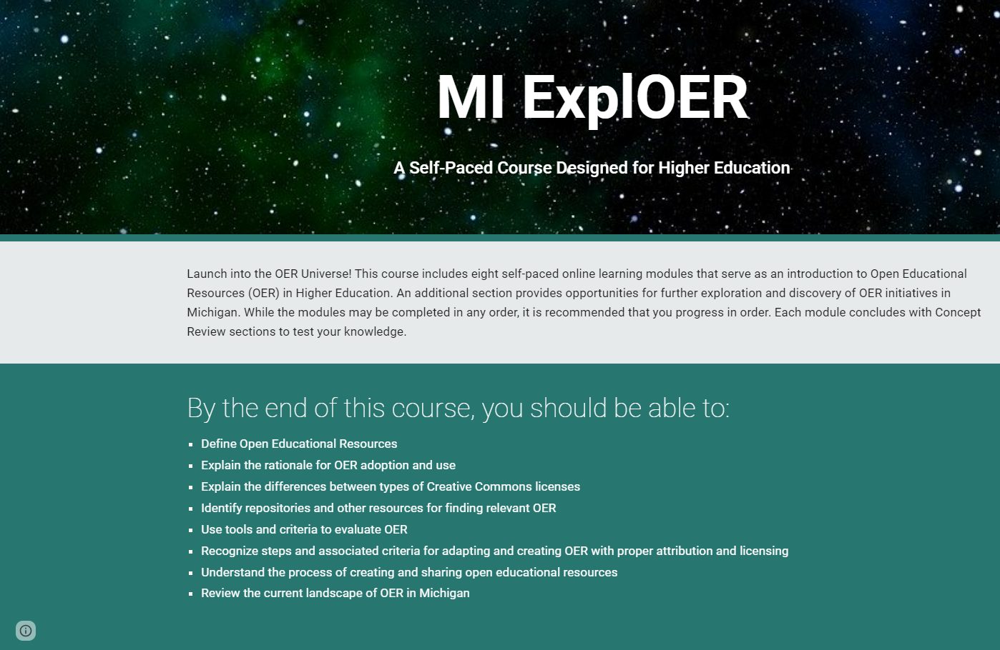 MI ExplOER
A Self-Paced Course Designed for Higher Education
Launch into the OER Universe! This course includes eight self-paced online learning modules that serve as an introduction to Open Educational
Resources (OER) in Higher Education. An additional section provides opportunities for further exploration and discovery of OER initiatives in
Michigan. While the modules may be completed in any order, it is recommended that you progress in order. Each module concludes with Concept
Review sections to test your knowledge.
By the end of this course, you should be able to:
▪ Define Open Educational Resources
▪ Explain the rationale for OER adoption and use
▪ Explain the differences between types of Creative Commons licenses
▪ Identify repositories and other resources for finding relevant OER
▪ Use tools and criteria to evaluate OER
▪ Recognize steps and associated criteria for adapting and creating OER with proper attribution and licensing
▪ Understand the process of creating and sharing open educational resources
▪ Review the current landscape of OER in Michigan